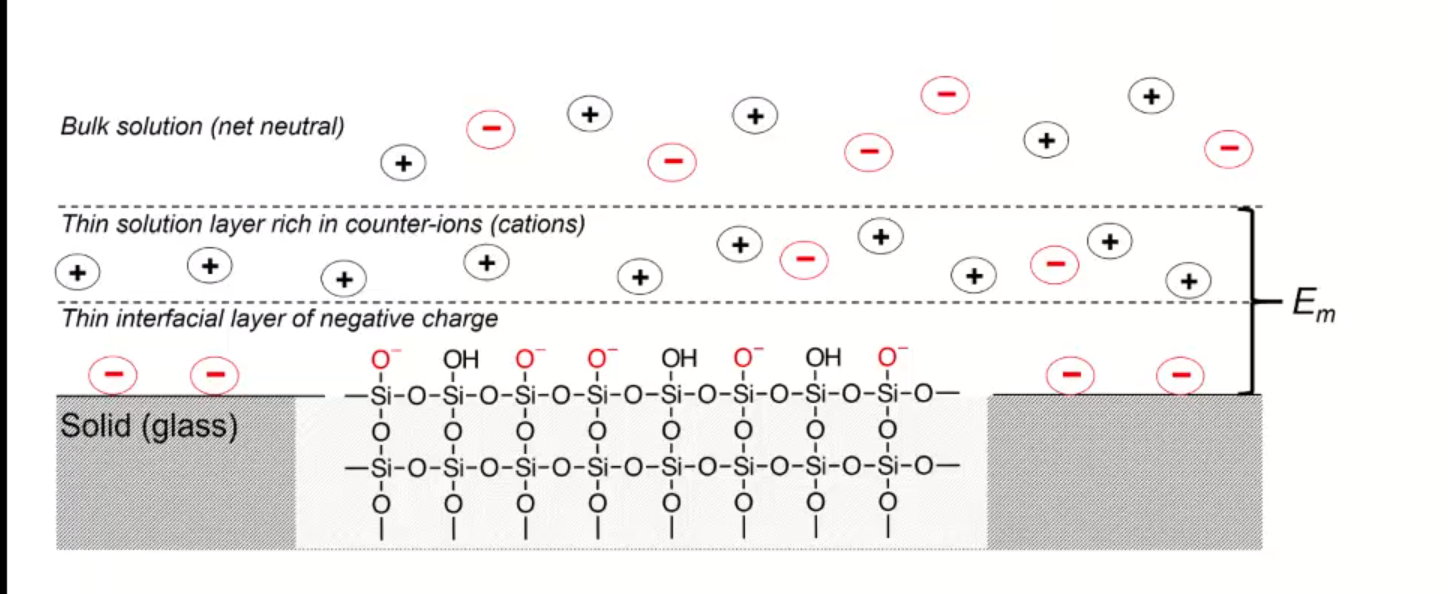 Bulk solution (net neutral)
+ − + − + − − + + −
Thin solution layer rich in counter-ions (cations)
+ + + + + + − + + − + +
Thin interfacial layer of negative charge
Em
− − O⁻ OH O⁻ O⁻ OH O⁻ OH O⁻ − −
—Si-O-Si-O-Si-O-Si-O-Si-O-Si-O-Si-O-Si-O—
Solid (glass)
O O O O O O O O
—Si-O-Si-O-Si-O-Si-O-Si-O-Si-O-Si-O-Si-O—
O O O O O O O O